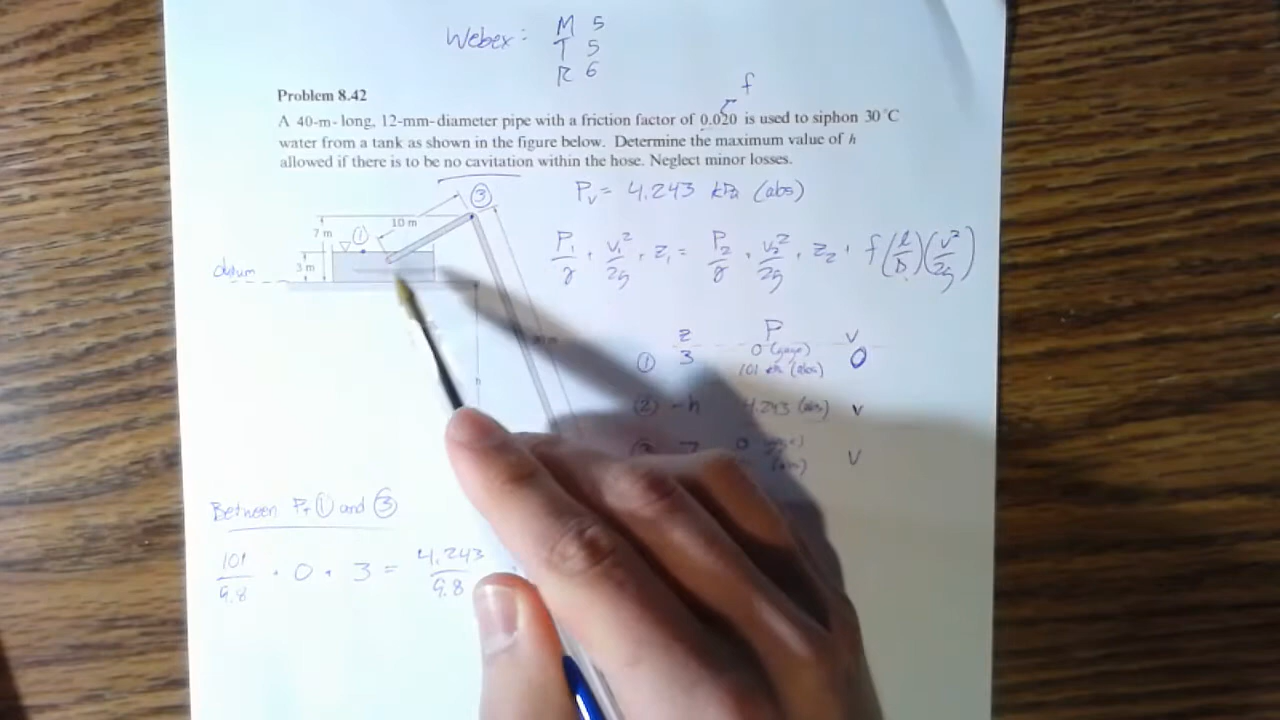 Webex: M 5
T 5
R 6
f
Problem 8.42
A 40-m- long, 12-mm-diameter pipe with a friction factor of 0.020 is used to siphon 30˚C
water from a tank as shown in the figure below. Determine the maximum value of h
allowed if there is to be no cavitation within the hose. Neglect minor losses.
Pv = 4.243 kPa (abs)
③
10 m
7 m
①
3 m
datum
h
P1/γ + V1²/2g + Z1 = P2/γ + V2²/2g + Z2 + f(l/D)(V²/2g)
Z P V
① 3 0 (gage) 0
101 kPa (abs)
② -h 4.243 (abs) V
7 0 V
(abs)
Between Pt ① and ③
101/9.8 + 0 + 3 = 4.243/9.8